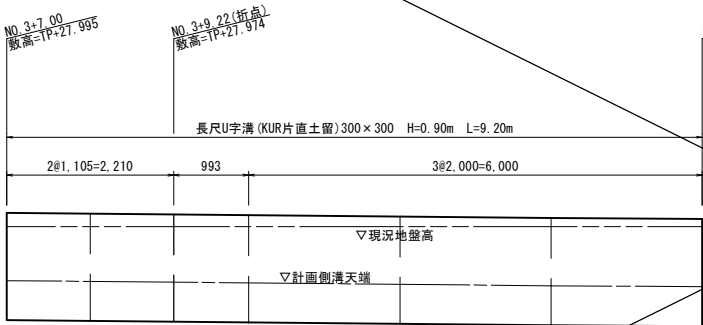 NO.3+7.00
敷高=TP+27.995
NO.3+9.22(折点)
敷高=TP+27.974
長尺U字溝(KUR片直土留)300×300 H=0.90m L=9.20m
2@1,105=2,210
993
3@2,000=6,000
▽現況地盤高
▽計画側溝天端